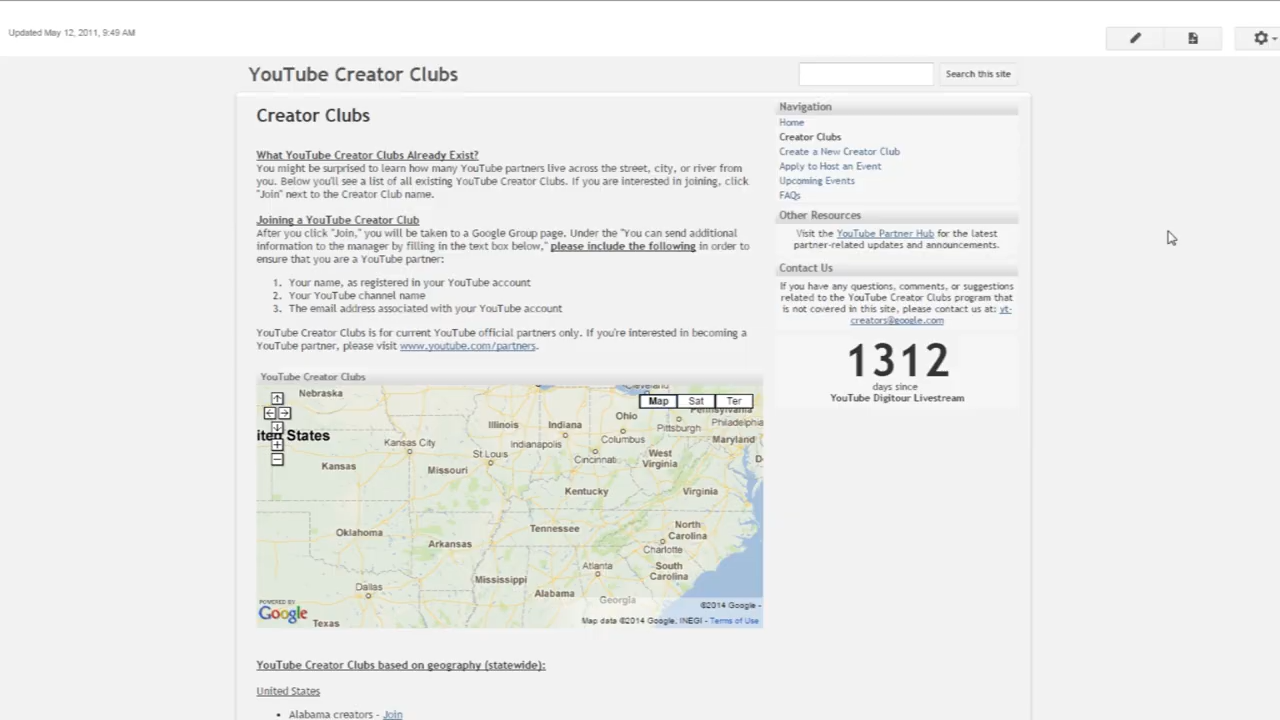 Updated May 12, 2011, 9:49 AM
YouTube Creator Clubs
Search this site
Creator Clubs
What YouTube Creator Clubs Already Exist?
You might be surprised to learn how many YouTube partners live across the street, city, or river from
you. Below you'll see a list of all existing YouTube Creator Clubs. If you are interested in joining, click
"Join" next to the Creator Club name.
Joining a YouTube Creator Club
After you click "Join," you will be taken to a Google Group page. Under the "You can send additional
information to the manager by filling in the text box below," please include the following in order to
ensure that you are a YouTube partner:
1. Your name, as registered in your YouTube account
2. Your YouTube channel name
3. The email address associated with your YouTube account
YouTube Creator Clubs is for current YouTube official partners only. If you're interested in becoming a
YouTube partner, please visit www.youtube.com/partners.
YouTube Creator Clubs
Cleveland
Nebraska
Map Sat Ter
Pennsylvania
Ohio
Illinois Indiana
Philadelphia
Pittsburgh
ited States
Kansas City
Indianapolis
Columbus
Maryland
St Louis
Cincinnati
West
Virginia
D
Kansas
Missouri
Kentucky
Virginia
Oklahoma
Tennessee
North
Carolina
Arkansas
Charlotte
Atlanta
South
Carolina
Dallas
Mississippi
Alabama
Georgia
POWERED BY
Google
Texas
©2014 Google -
Map data ©2014 Google, INEGI - Terms of Use
YouTube Creator Clubs based on geography (statewide):
United States
• Alabama creators - Join
Navigation
Home
Creator Clubs
Create a New Creator Club
Apply to Host an Event
Upcoming Events
FAQs
Other Resources
Visit the YouTube Partner Hub for the latest
partner-related updates and announcements.
Contact Us
If you have any questions, comments, or suggestions
related to the YouTube Creator Clubs program that
is not covered in this site, please contact us at: yt-
creators@google.com
1312
days since
YouTube Digitour Livestream